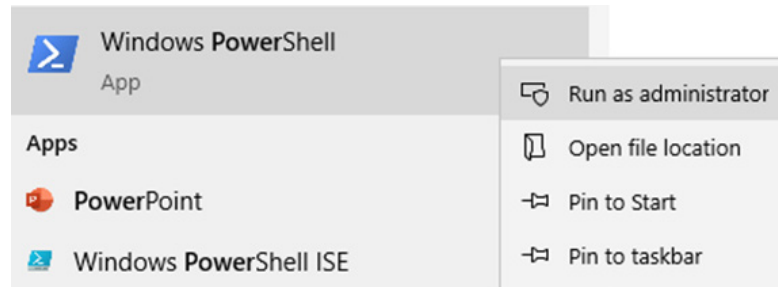 Windows PowerShell
App
Apps
PowerPoint
Windows PowerShell ISE
Run as administrator
Open file location
Pin to Start
Pin to taskbar